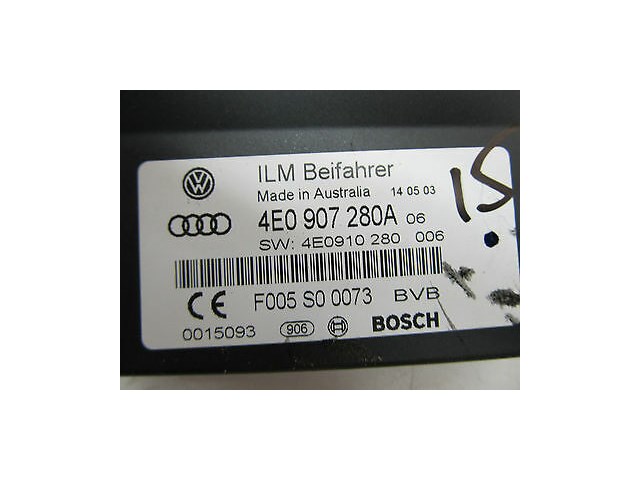 ILM Beifahrer
Made in Australia 14 05 03
4E0 907 280A 06
SW: 4E0910 280 006
CE F005 S0 0073 BVB
0015093 906 BOSCH
15